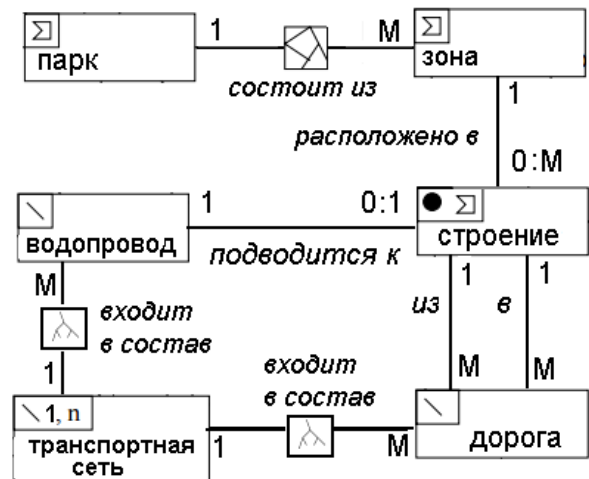 Σ
парк
1
M
состоит из
Σ
зона
1
расположено в
0:М
\
водопровод
1
0:1
подводится к
● Σ
строение
M
входит
в состав
1
1
1
из
в
M
M
\ 1, n
транспортная
сеть
1
входит
в состав
M
\
дорога